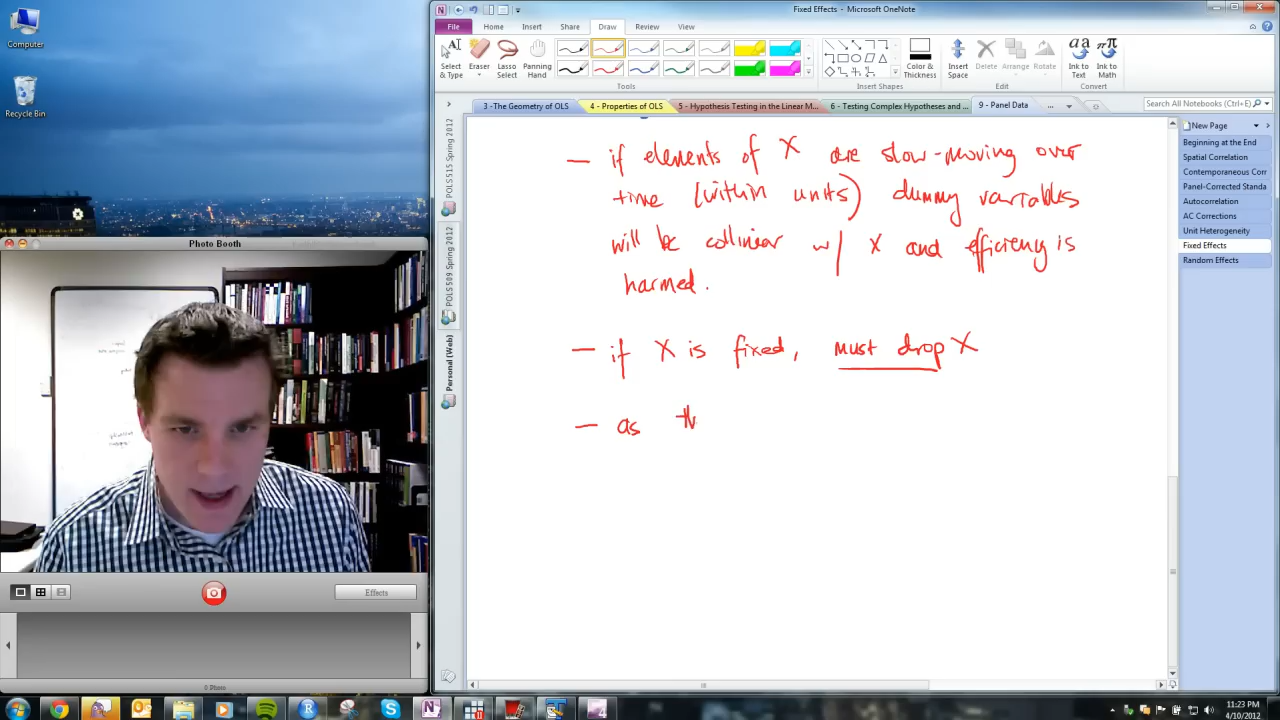 Computer
Recycle Bin
Photo Booth
Effects
0 Photo
Fixed Effects - Microsoft OneNote
File Home Insert Share Draw Review View
Select & Type
Eraser
Lasso Select
Panning Hand
Tools
Insert Shapes
Color & Thickness
Insert Space
Delete
Arrange
Rotate
Edit
Ink to Text
Ink to Math
Convert
3 -The Geometry of OLS
4 - Properties of OLS
5 - Hypothesis Testing in the Linear M...
6 - Testing Complex Hypotheses and ...
9 - Panel Data
...
Search All Notebooks (Ctrl+E)
POLS515 Spring 2012
POLS509 Spring 2012
Personal (Web)
New Page
Beginning at the End
Spatial Correlation
Contemporaneous Corr
Panel-Corrected Standa
Autocorrelation
AC Corrections
Unit Heterogeneity
Fixed Effects
Random Effects
— if elements of X are slow-moving over
time (within units) dummy variables
will be collinear w/ X and efficiency is
harmed.
— if X is fixed, must drop X
— as th
11:23 PM
4/10/2012